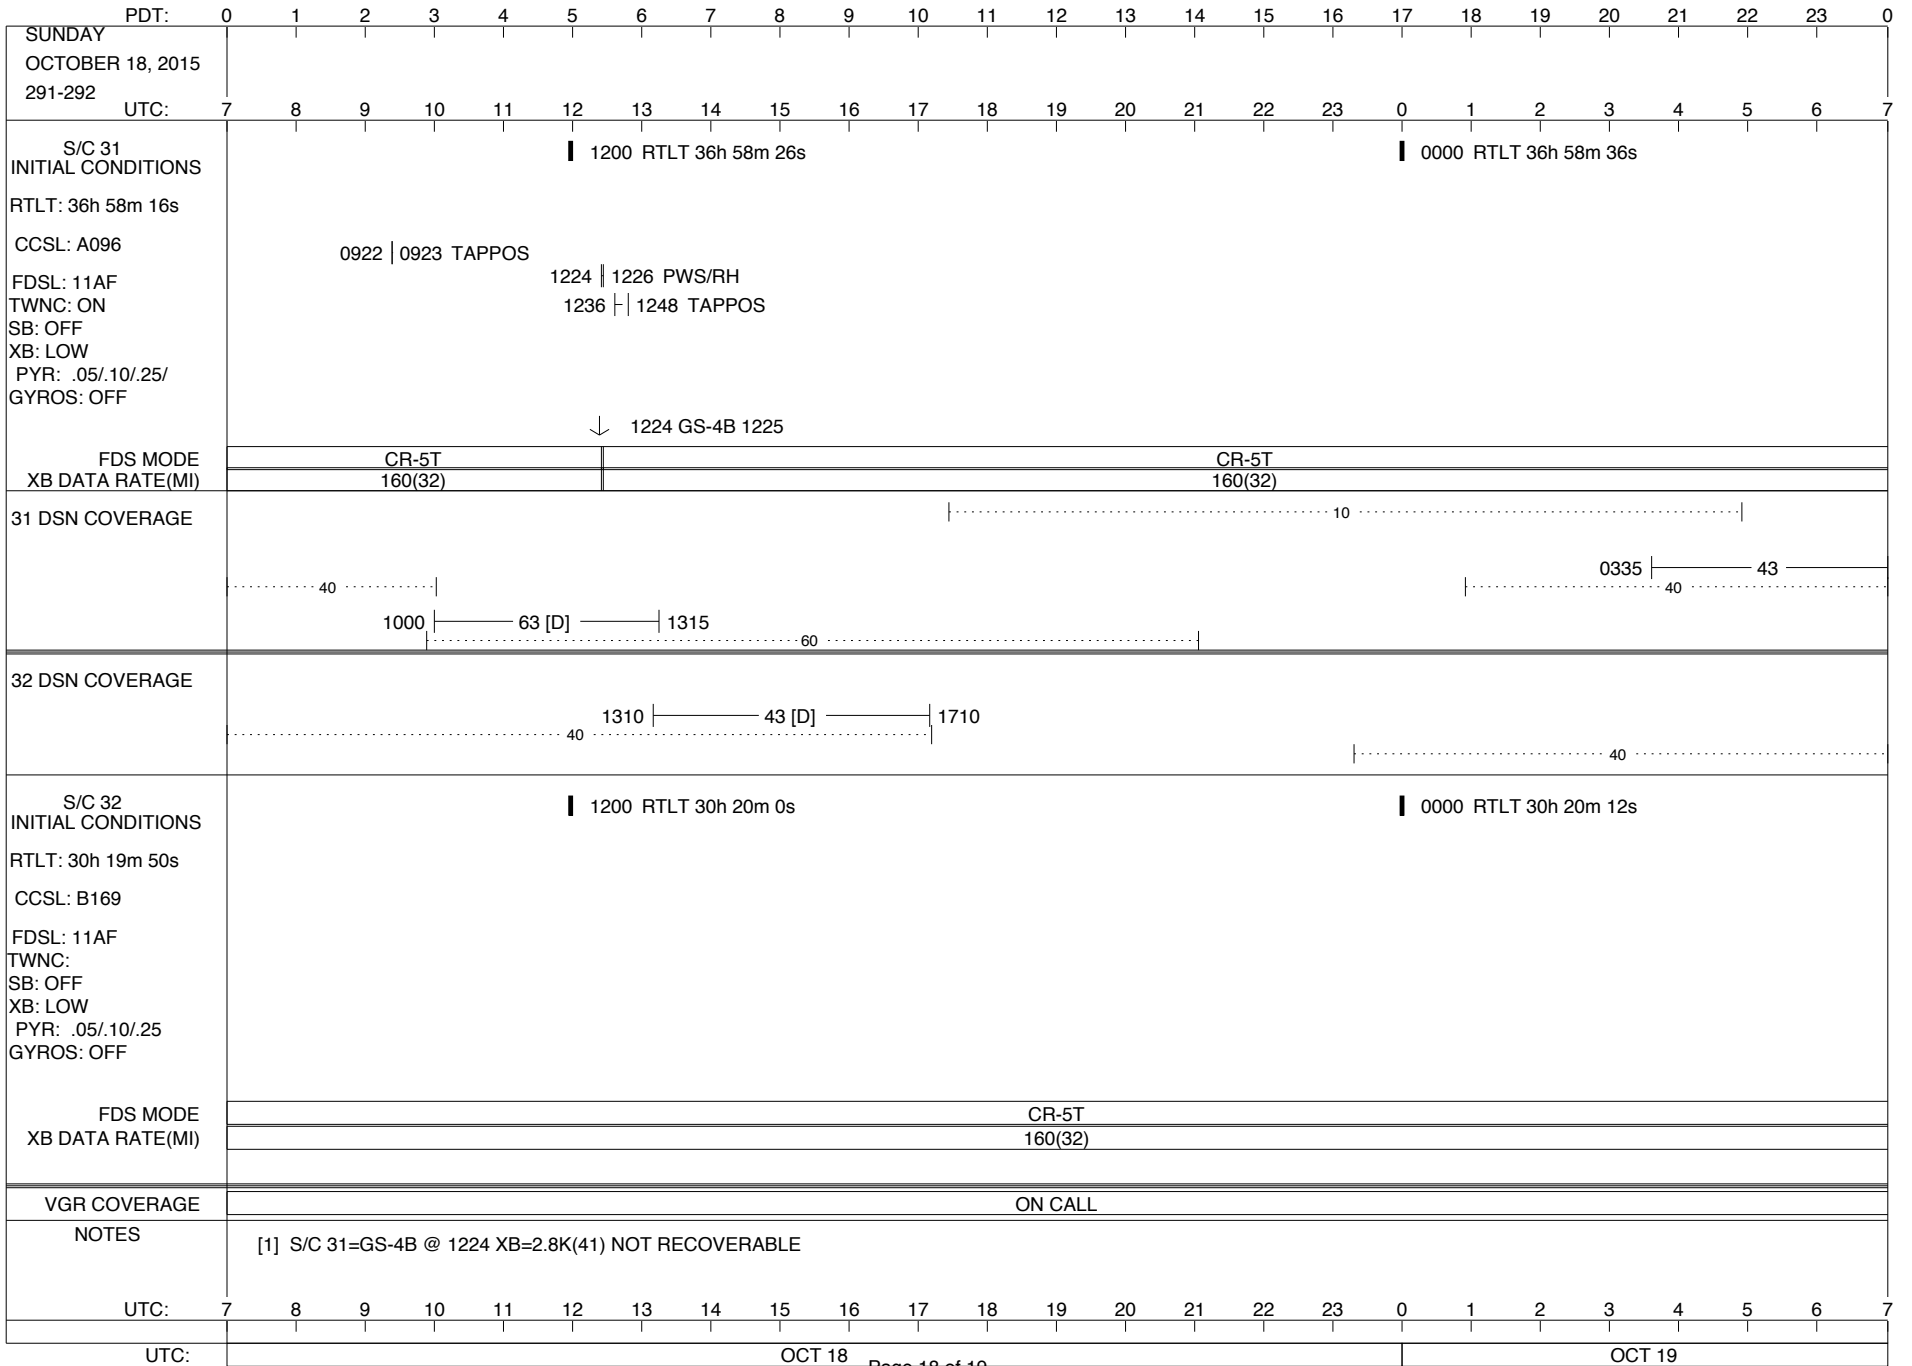 PDT: 0 1 2 3 4 5 6 7 8 9 10 11 12 13 14 15 16 17 18 19 20 21 22 23 0
SUNDAY
OCTOBER 18, 2015
291-292
UTC: 7 8 9 10 11 12 13 14 15 16 17 18 19 20 21 22 23 0 1 2 3 4 5 6 7
S/C 31
INITIAL CONDITIONS
1200 RTLT 36h 58m 26s
0000 RTLT 36h 58m 36s
RTLT: 36h 58m 16s
CCSL: A096
0922 0923 TAPPOS
FDSL: 11AF
1224 1226 PWS/RH
TWNC: ON
1236 1248 TAPPOS
SB: OFF
XB: LOW
PYR: .05/.10/.25/
GYROS: OFF
1224 GS-4B 1225
FDS MODE CR-5T CR-5T
XB DATA RATE(MI) 160(32) 160(32)
31 DSN COVERAGE
10
0335 43
40 40
1000 63 [D] 1315
60
32 DSN COVERAGE
1310 43 [D] 1710
40
40
S/C 32
INITIAL CONDITIONS
1200 RTLT 30h 20m 0s
0000 RTLT 30h 20m 12s
RTLT: 30h 19m 50s
CCSL: B169
FDSL: 11AF
TWNC:
SB: OFF
XB: LOW
PYR: .05/.10/.25
GYROS: OFF
FDS MODE CR-5T
XB DATA RATE(MI) 160(32)
VGR COVERAGE ON CALL
NOTES
[1] S/C 31=GS-4B @ 1224 XB=2.8K(41) NOT RECOVERABLE
UTC: 7 8 9 10 11 12 13 14 15 16 17 18 19 20 21 22 23 0 1 2 3 4 5 6 7
UTC: OCT 18 OCT 19
Page 18 of 19